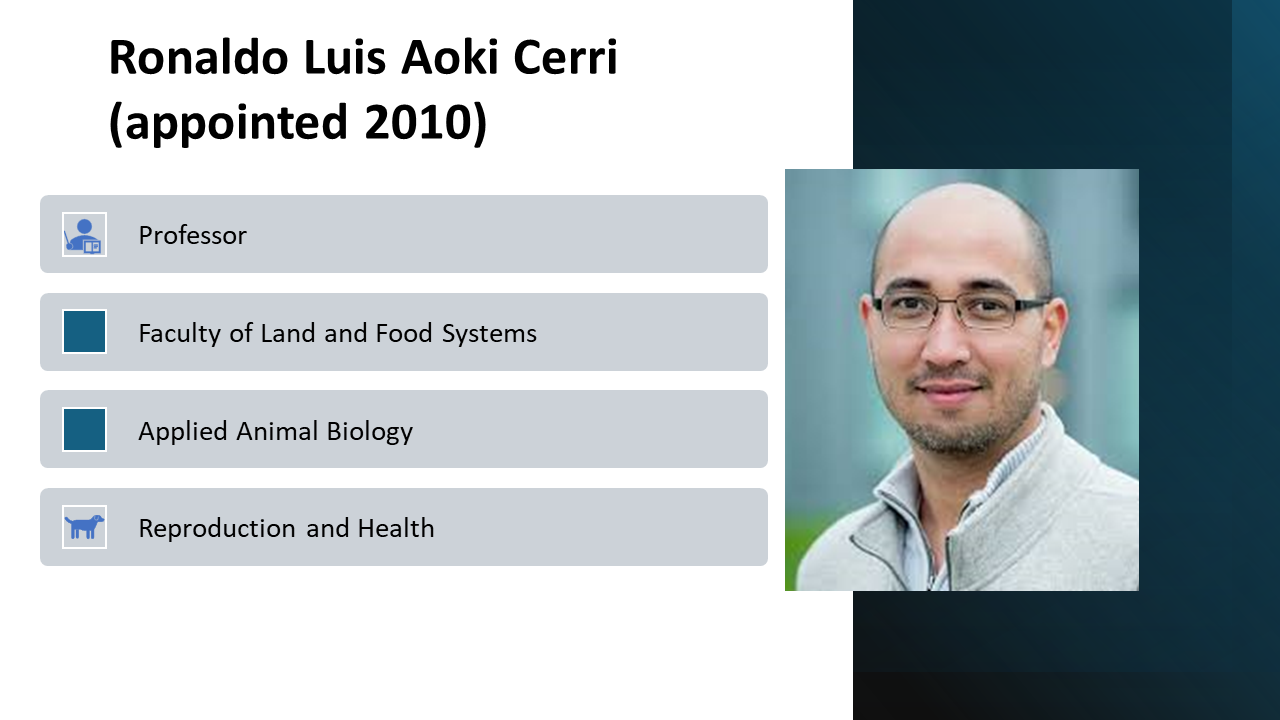 Ronaldo Luis Aoki Cerri
(appointed 2010)
Professor
Faculty of Land and Food Systems
Applied Animal Biology
Reproduction and Health